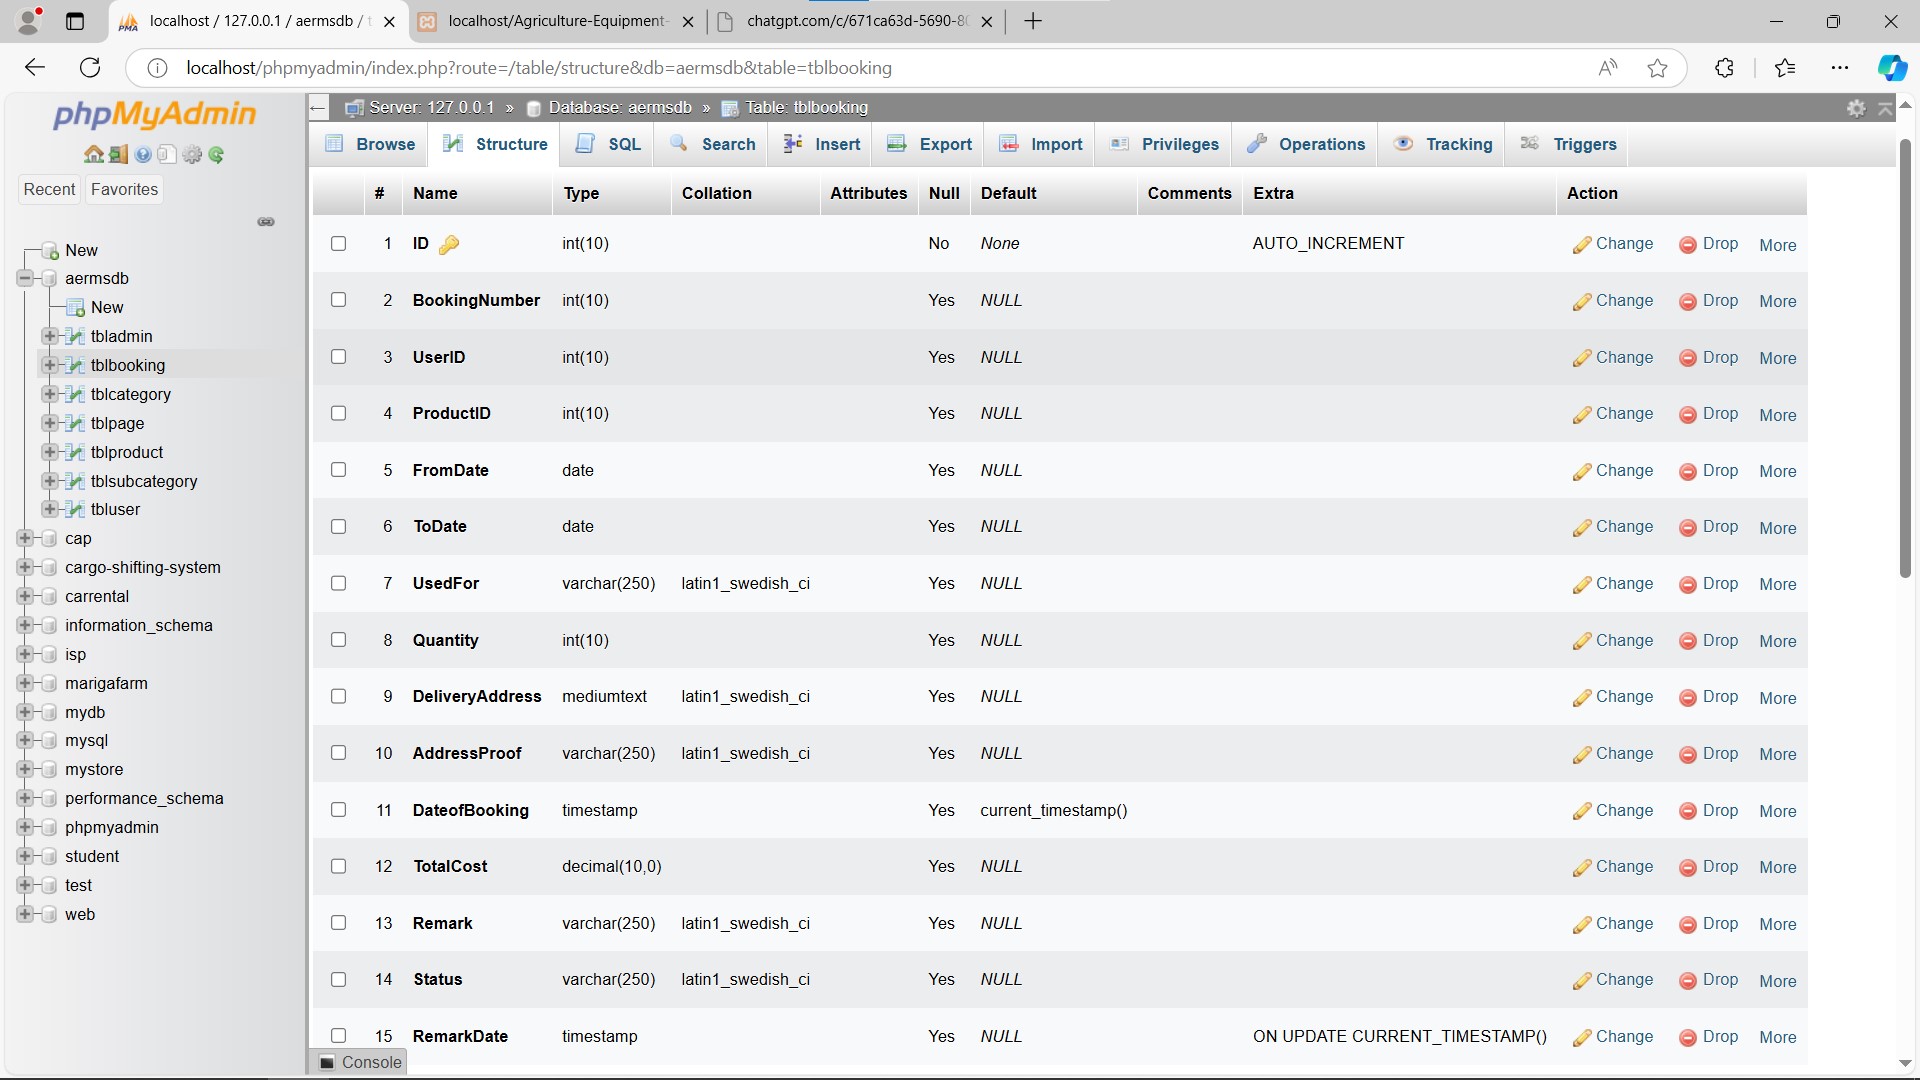 localhost / 127.0.0.1 / aermsdb / t
localhost/Agriculture-Equipment-
chatgpt.com/c/671ca63d-5690-80
localhost/phpmyadmin/index.php?route=/table/structure&db=aermsdb&table=tblbooking
phpMyAdmin
Recent Favorites
New
aermsdb
New
tbladmin
tblbooking
tblcategory
tblpage
tblproduct
tblsubcategory
tbluser
cap
cargo-shifting-system
carrental
information_schema
isp
marigafarm
mydb
mysql
mystore
performance_schema
phpmyadmin
student
test
web
Server: 127.0.0.1 » Database: aermsdb » Table: tblbooking
Browse Structure SQL Search Insert Export Import Privileges Operations Tracking Triggers
# Name Type Collation Attributes Null Default Comments Extra Action
1 ID int(10) No None AUTO_INCREMENT Change Drop More
2 BookingNumber int(10) Yes NULL Change Drop More
3 UserID int(10) Yes NULL Change Drop More
4 ProductID int(10) Yes NULL Change Drop More
5 FromDate date Yes NULL Change Drop More
6 ToDate date Yes NULL Change Drop More
7 UsedFor varchar(250) latin1_swedish_ci Yes NULL Change Drop More
8 Quantity int(10) Yes NULL Change Drop More
9 DeliveryAddress mediumtext latin1_swedish_ci Yes NULL Change Drop More
10 AddressProof varchar(250) latin1_swedish_ci Yes NULL Change Drop More
11 DateofBooking timestamp Yes current_timestamp() Change Drop More
12 TotalCost decimal(10,0) Yes NULL Change Drop More
13 Remark varchar(250) latin1_swedish_ci Yes NULL Change Drop More
14 Status varchar(250) latin1_swedish_ci Yes NULL Change Drop More
15 RemarkDate timestamp Yes NULL ON UPDATE CURRENT_TIMESTAMP() Change Drop More
Console